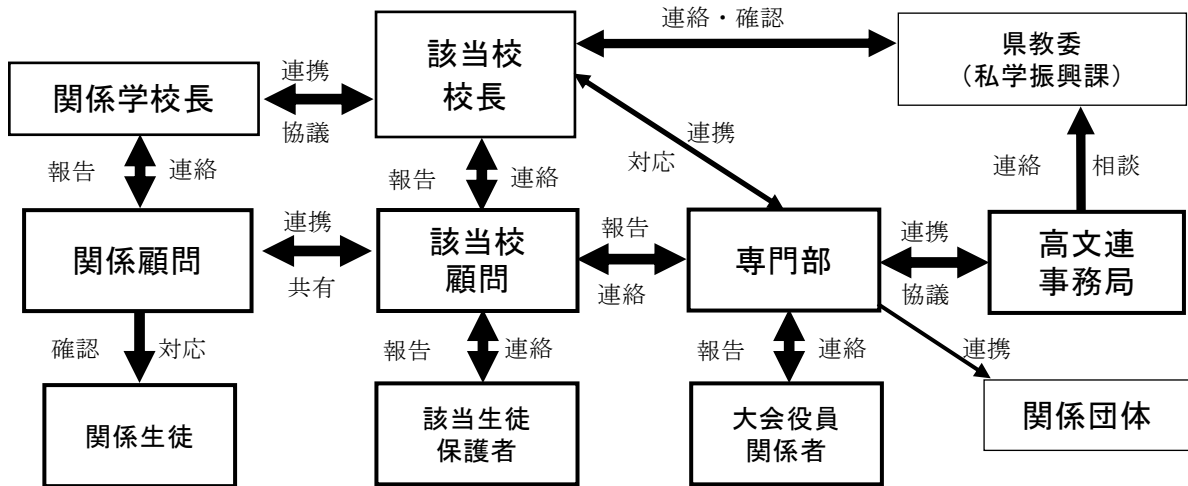 連絡・確認
県教委
（私学振興課）
該当校
校長
関係学校長
連携
協議
連携
対応
連絡
相談
報告
連絡
報告
連絡
関係顧問
連携
共有
該当校
顧問
報告
連絡
専門部
連携
協議
高文連
事務局
確認
対応
報告
連絡
報告
連絡
連携
関係生徒
該当生徒
保護者
大会役員
関係者
関係団体